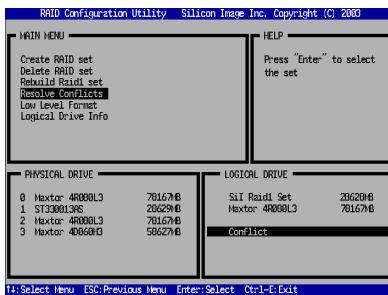 RAID Configuration Utility Silicon Image Inc. Copyright (C) 2003
MAIN MENU
Create RAID set
Delete RAID set
Rebuild Raid1 set
Resolve Conflicts
Low Level Format
Logical Drive Info
HELP
Press "Enter" to select
the set
PHYSICAL DRIVE
0 Maxtor 4R080L3 78167MB
1 ST330013AS 28629MB
2 Maxtor 4R080L3 78167MB
3 Maxtor 4D060H3 58627MB
LOGICAL DRIVE
SiI Raid1 Set 28628MB
Maxtor 4R080L3 78167MB
Conflict
↑↓:Select Menu ESC:Previous Menu Enter:Select Ctrl-E:Exit